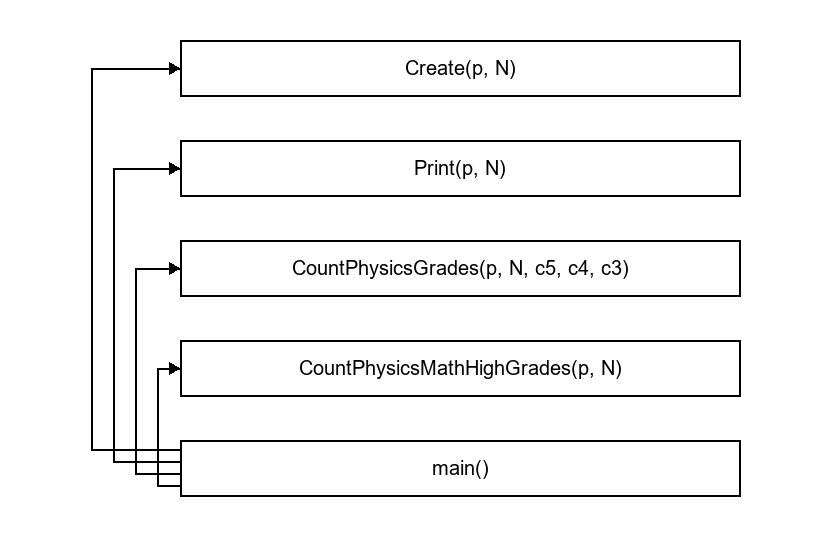 Create(p, N)
Print(p, N)
CountPhysicsGrades(p, N, c5, c4, c3)
CountPhysicsMathHighGrades(p, N)
main()